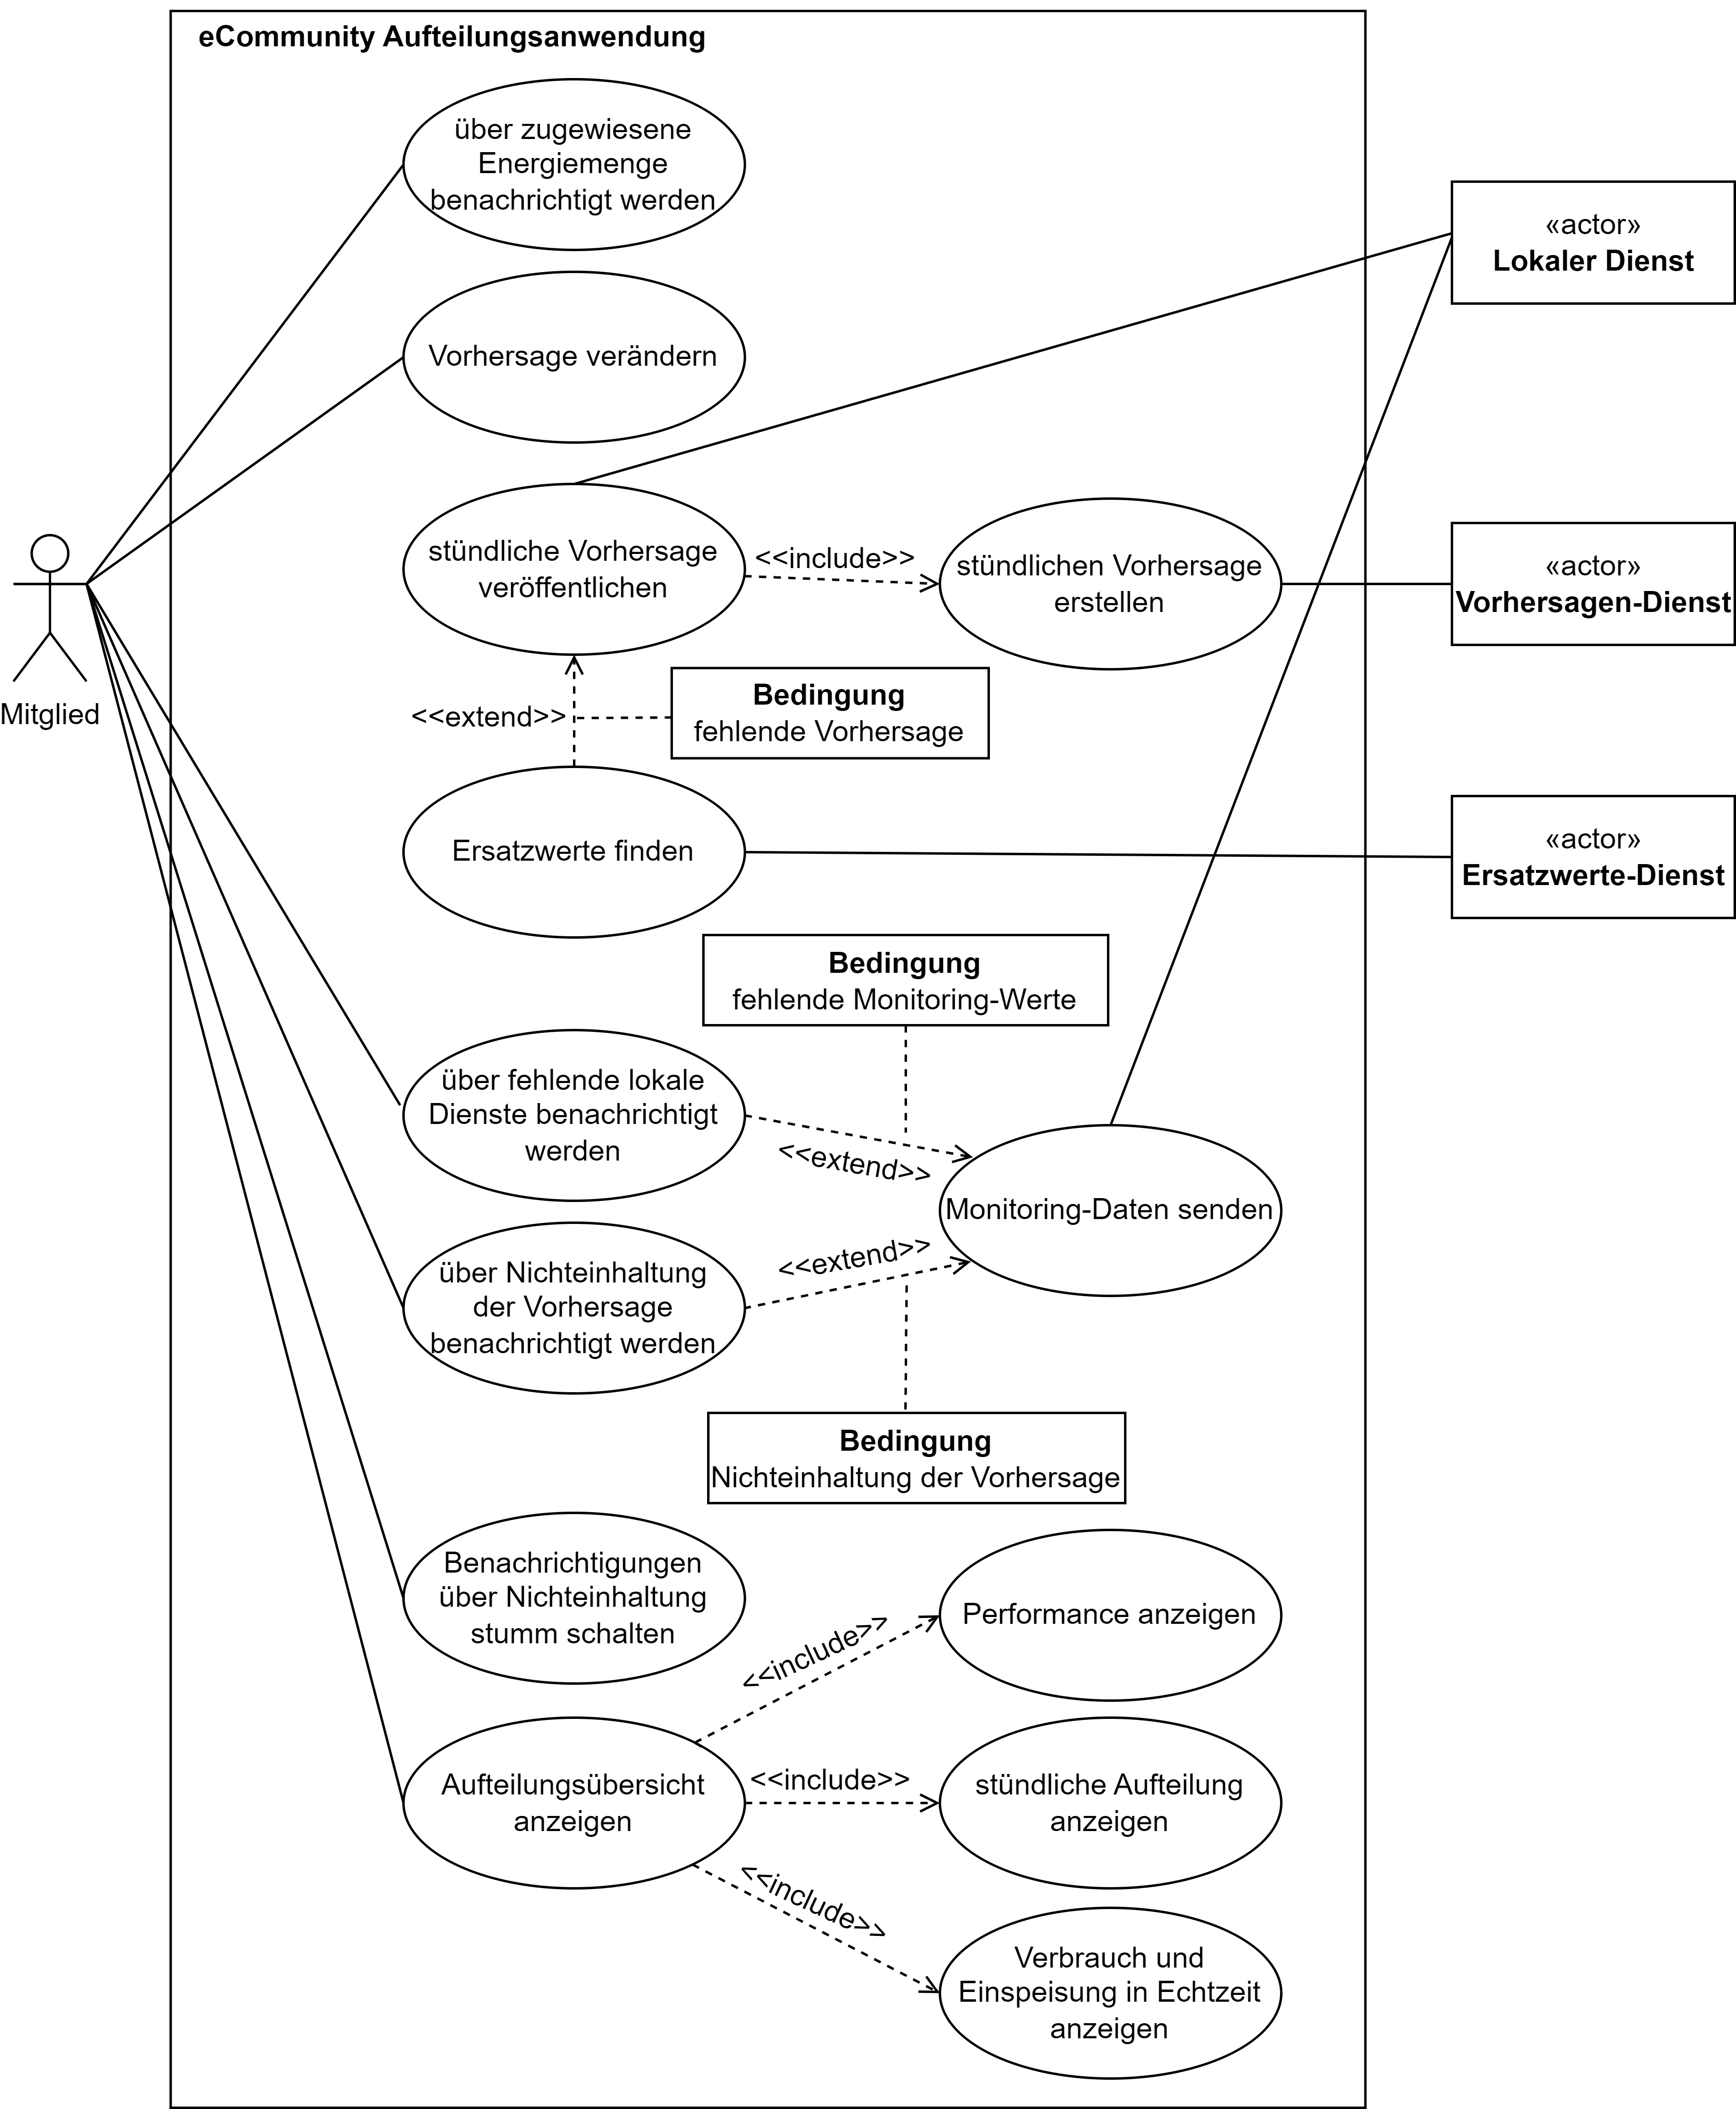 eCommunity Aufteilungsanwendung
über zugewiesene
Energiemenge
benachrichtigt werden
«actor»
Lokaler Dienst
Vorhersage verändern
stündliche Vorhersage
veröffentlichen
<<include>>
stündlichen Vorhersage
erstellen
«actor»
Vorhersagen-Dienst
Mitglied
<<extend>>
Bedingung
fehlende Vorhersage
Ersatzwerte finden
«actor»
Ersatzwerte-Dienst
Bedingung
fehlende Monitoring-Werte
über fehlende lokale
Dienste benachrichtigt
werden
<<extend>>
Monitoring-Daten senden
<<extend>>
über Nichteinhaltung
der Vorhersage
benachrichtigt werden
Bedingung
Nichteinhaltung der Vorhersage
Benachrichtigungen
über Nichteinhaltung
stumm schalten
<<include>>
Performance anzeigen
Aufteilungsübersicht
anzeigen
<<include>>
stündliche Aufteilung
anzeigen
<<include>>
Verbrauch und
Einspeisung in Echtzeit
anzeigen